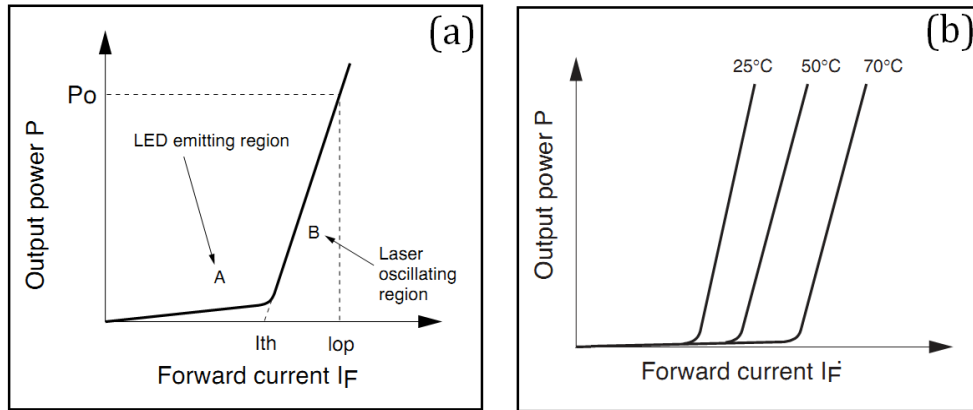 (a)
Output power P
Po
LED emitting region
A
B
Laser
oscillating
region
Ith
Iop
Forward current IF
(b)
25°C 50°C 70°C
Output power P
Forward current IF